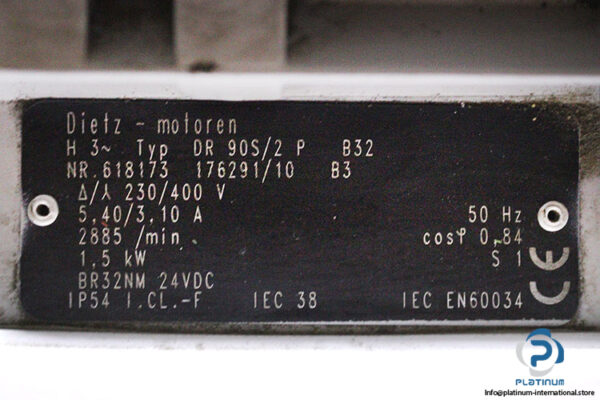 Dietz - motoren
H 3~ Typ DR 90S/2 P B32
NR.618173 176291/10 B3
Δ/⅄ 230/400 V
5,40/3,10 A 50 Hz
2885 /min cosφ 0,84
1,5 kW S 1
BR32NM 24VDC CE
IP54 I.CL.-F IEC 38 IEC EN60034
PLATINUM
Info@platinum-international.store